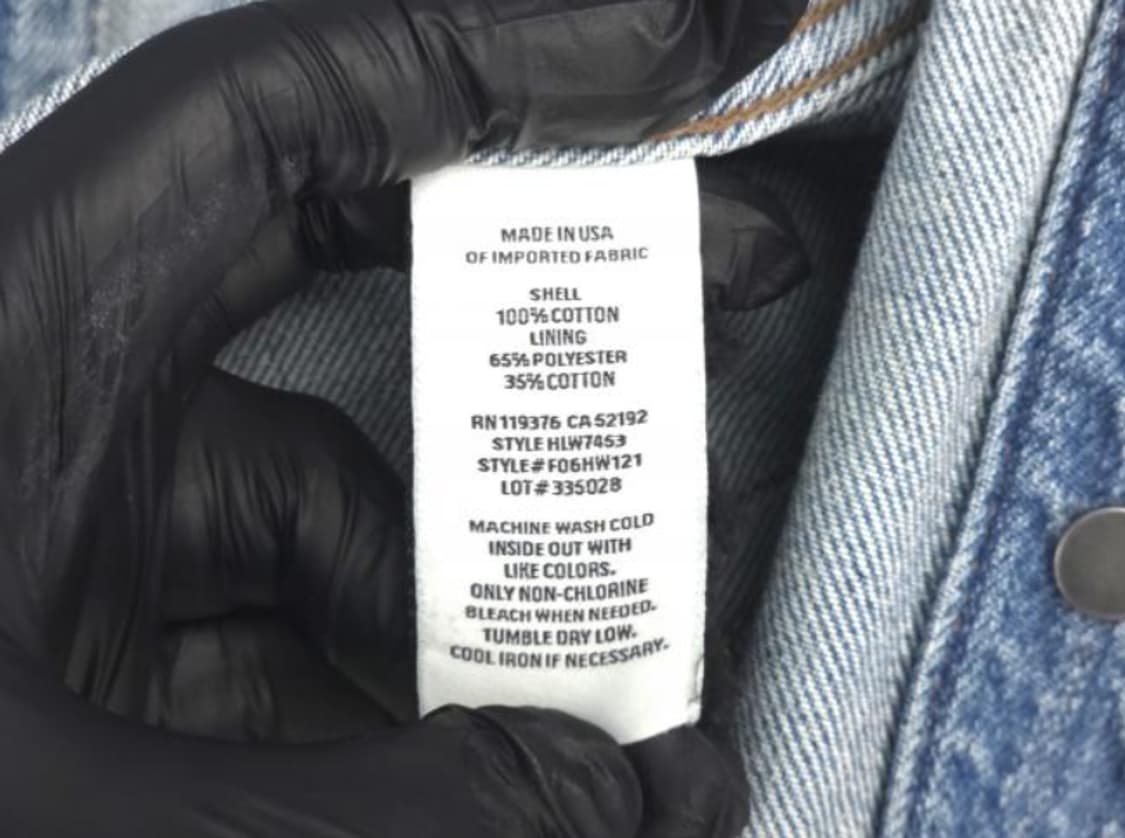 MADE IN USA
OF IMPORTED FABRIC
SHELL
100% COTTON
LINING
65% POLYESTER
35% COTTON
RN 119376 CA 52192
STYLE HLW7453
STYLE# F06HW121
LOT# 335028
MACHINE WASH COLD
INSIDE OUT WITH
LIKE COLORS.
ONLY NON-CHLORINE
BLEACH WHEN NEEDED.
TUMBLE DRY LOW.
COOL IRON IF NECESSARY.